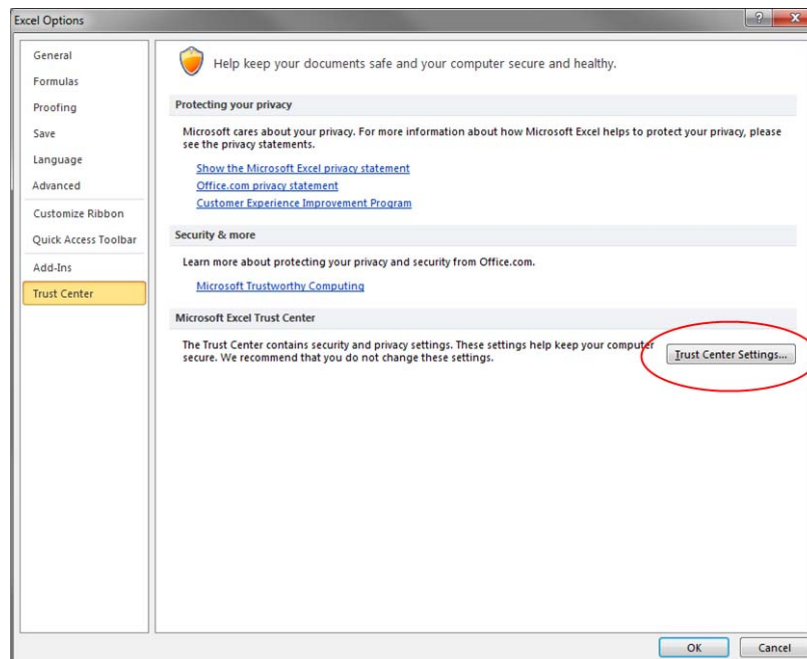 Excel Options
General
Formulas
Proofing
Save
Language
Advanced
Customize Ribbon
Quick Access Toolbar
Add-Ins
Trust Center
Help keep your documents safe and your computer secure and healthy.
Protecting your privacy
Microsoft cares about your privacy. For more information about how Microsoft Excel helps to protect your privacy, please
see the privacy statements.
Show the Microsoft Excel privacy statement
Office.com privacy statement
Customer Experience Improvement Program
Security & more
Learn more about protecting your privacy and security from Office.com.
Microsoft Trustworthy Computing
Microsoft Excel Trust Center
The Trust Center contains security and privacy settings. These settings help keep your computer
secure. We recommend that you do not change these settings.
Trust Center Settings...
OK
Cancel